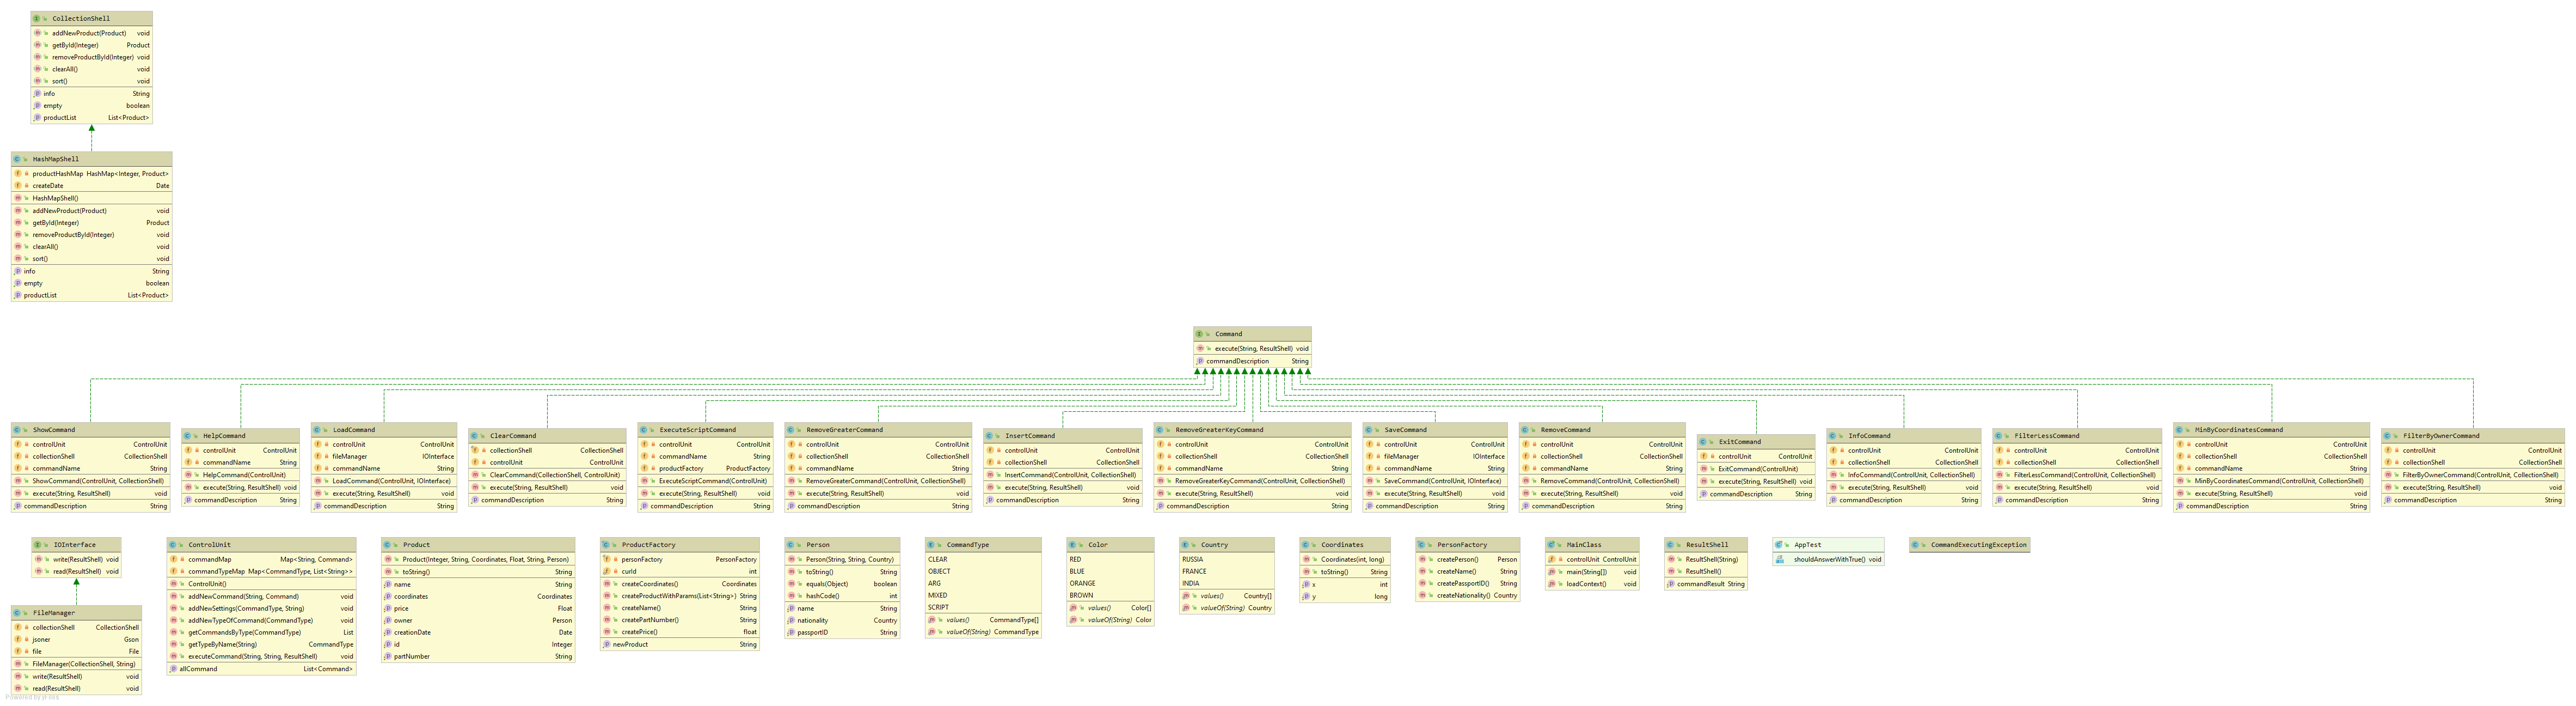 CollectionShell
addNewProduct(Product) void
getById(Integer) Product
removeProductById(Integer) void
clearAll() void
sort() void
info String
empty boolean
productList List<Product>
HashMapShell
productHashMap HashMap<Integer, Product>
createDate Date
HashMapShell()
addNewProduct(Product) void
getById(Integer) Product
removeProductById(Integer) void
clearAll() void
sort() void
info String
empty boolean
productList List<Product>
Command
execute(String, ResultShell) void
commandDescription String
ShowCommand
controlUnit ControlUnit
collectionShell CollectionShell
commandName String
ShowCommand(ControlUnit, CollectionShell)
execute(String, ResultShell) void
commandDescription String
HelpCommand
controlUnit ControlUnit
commandName String
HelpCommand(ControlUnit)
execute(String, ResultShell) void
commandDescription String
LoadCommand
controlUnit ControlUnit
fileManager IOInterface
commandName String
LoadCommand(ControlUnit, IOInterface)
execute(String, ResultShell) void
commandDescription String
ClearCommand
collectionShell CollectionShell
controlUnit ControlUnit
ClearCommand(CollectionShell, ControlUnit)
execute(String, ResultShell) void
commandDescription String
ExecuteScriptCommand
controlUnit ControlUnit
commandName String
productFactory ProductFactory
ExecuteScriptCommand(ControlUnit)
execute(String, ResultShell) void
commandDescription String
RemoveGreaterCommand
controlUnit ControlUnit
collectionShell CollectionShell
commandName String
RemoveGreaterCommand(ControlUnit, CollectionShell)
execute(String, ResultShell) void
commandDescription String
InsertCommand
controlUnit ControlUnit
collectionShell CollectionShell
InsertCommand(ControlUnit, CollectionShell)
execute(String, ResultShell) void
commandDescription String
RemoveGreaterKeyCommand
controlUnit ControlUnit
collectionShell CollectionShell
commandName String
RemoveGreaterKeyCommand(ControlUnit, CollectionShell)
execute(String, ResultShell) void
commandDescription String
SaveCommand
controlUnit ControlUnit
fileManager IOInterface
commandName String
SaveCommand(ControlUnit, IOInterface)
execute(String, ResultShell) void
commandDescription String
RemoveCommand
controlUnit ControlUnit
collectionShell CollectionShell
commandName String
RemoveCommand(ControlUnit, CollectionShell)
execute(String, ResultShell) void
commandDescription String
ExitCommand
controlUnit ControlUnit
ExitCommand(ControlUnit)
execute(String, ResultShell) void
commandDescription String
InfoCommand
controlUnit ControlUnit
collectionShell CollectionShell
InfoCommand(ControlUnit, CollectionShell)
execute(String, ResultShell) void
commandDescription String
FilterLessCommand
controlUnit ControlUnit
collectionShell CollectionShell
FilterLessCommand(ControlUnit, CollectionShell)
execute(String, ResultShell) void
commandDescription String
MinByCoordinatesCommand
controlUnit ControlUnit
collectionShell CollectionShell
commandName String
MinByCoordinatesCommand(ControlUnit, CollectionShell)
execute(String, ResultShell) void
commandDescription String
FilterByOwnerCommand
controlUnit ControlUnit
collectionShell CollectionShell
FilterByOwnerCommand(ControlUnit, CollectionShell)
execute(String, ResultShell) void
commandDescription String
IOInterface
write(ResultShell) void
read(ResultShell) void
FileManager
collectionShell CollectionShell
jsoner Gson
file File
FileManager(CollectionShell, String)
write(ResultShell) void
read(ResultShell) void
ControlUnit
commandMap Map<String, Command>
commandTypeMap Map<CommandType, List<String>>
ControlUnit()
addNewCommand(String, Command) void
addNewSettings(CommandType, String) void
addNewTypeOfCommand(CommandType) void
getCommandsByType(CommandType) List
getTypeByName(String) CommandType
executeCommand(String, String, ResultShell) void
allCommand List<Command>
Product
Product(Integer, String, Coordinates, Float, String, Person)
toString() String
name String
coordinates Coordinates
price Float
owner Person
creationDate Date
id Integer
partNumber String
ProductFactory
personFactory PersonFactory
curId int
createCoordinates() Coordinates
createProductWithParams(List<String>) String
createName() String
createPartNumber() String
createPrice() float
newProduct String
Person
Person(String, String, Country)
toString() String
equals(Object) boolean
hashCode() int
name String
nationality Country
passportID String
CommandType
CLEAR
OBJECT
ARG
MIXED
SCRIPT
values() CommandType[]
valueOf(String) CommandType
Color
RED
BLUE
ORANGE
BROWN
values() Color[]
valueOf(String) Color
Country
RUSSIA
FRANCE
INDIA
values() Country[]
valueOf(String) Country
Coordinates
Coordinates(int, long)
toString() String
x int
y long
PersonFactory
createPerson() Person
createName() String
createPassportID() String
createNationality() Country
MainClass
controlUnit ControlUnit
main(String[]) void
loadContext() void
ResultShell
ResultShell(String)
ResultShell()
commandResult String
AppTest
shouldAnswerWithTrue() void
CommandExecutingException
Powered by yFiles